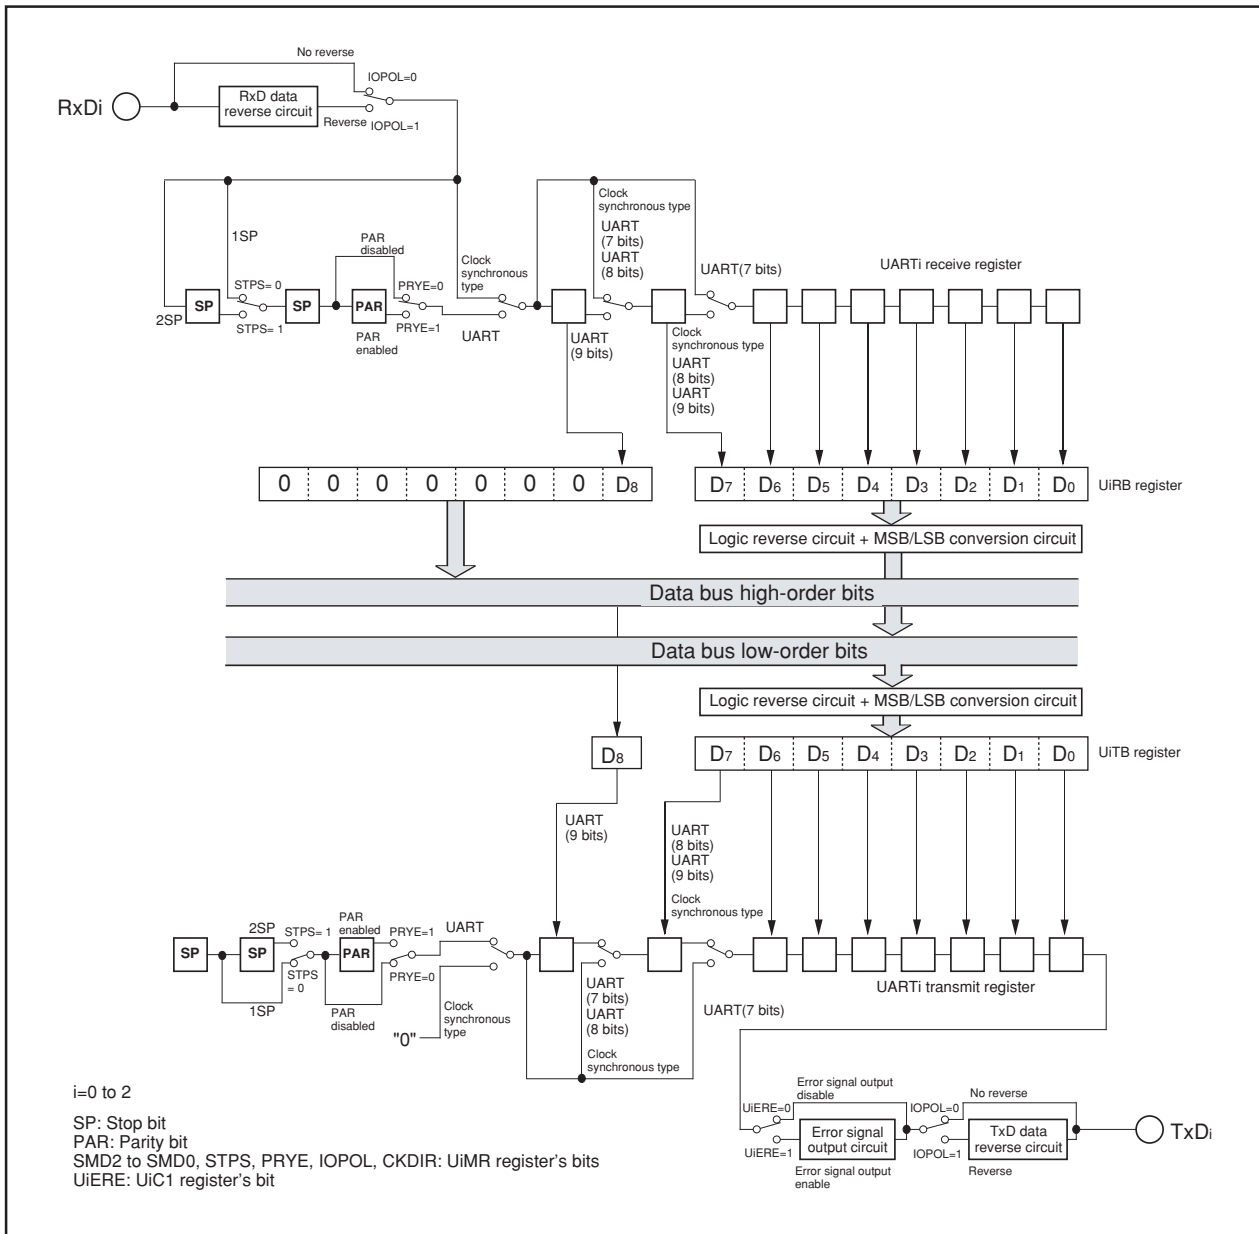 No reverse
IOPOL=0
RxDi
RxD data
reverse circuit
Reverse
IOPOL=1
Clock
synchronous type
1SP
PAR
disabled
UART
(7 bits)
UART
(8 bits)
Clock
synchronous
type
UART(7 bits)
UARTi receive register
STPS= 0
PRYE=0
SP
SP
PAR
2SP
STPS= 1
PRYE=1
PAR
enabled
UART
UART
(9 bits)
Clock
synchronous type
UART
(8 bits)
UART
(9 bits)
0 0 0 0 0 0 0 D8
D7 D6 D5 D4 D3 D2 D1 D0
UiRB register
Logic reverse circuit + MSB/LSB conversion circuit
Data bus high-order bits
Data bus low-order bits
Logic reverse circuit + MSB/LSB conversion circuit
D8
D7 D6 D5 D4 D3 D2 D1 D0
UiTB register
UART
(9 bits)
UART
(8 bits)
UART
(9 bits)
Clock
synchronous type
2SP
STPS= 1
PAR
enabled
PRYE=1
UART
SP
SP
PAR
STPS
= 0
PRYE=0
1SP
PAR
disabled
"0"
Clock
synchronous
type
UART
(7 bits)
UART
(8 bits)
Clock
synchronous type
UARTi transmit register
UART(7 bits)
i=0 to 2
SP: Stop bit
PAR: Parity bit
SMD2 to SMD0, STPS, PRYE, IOPOL, CKDIR: UiMR register's bits
UiERE: UiC1 register's bit
Error signal output
disable
UiERE=0
IOPOL=0
No reverse
Error signal
output circuit
TxD data
reverse circuit
TxDi
UiERE=1
Error signal output
enable
IOPOL=1
Reverse